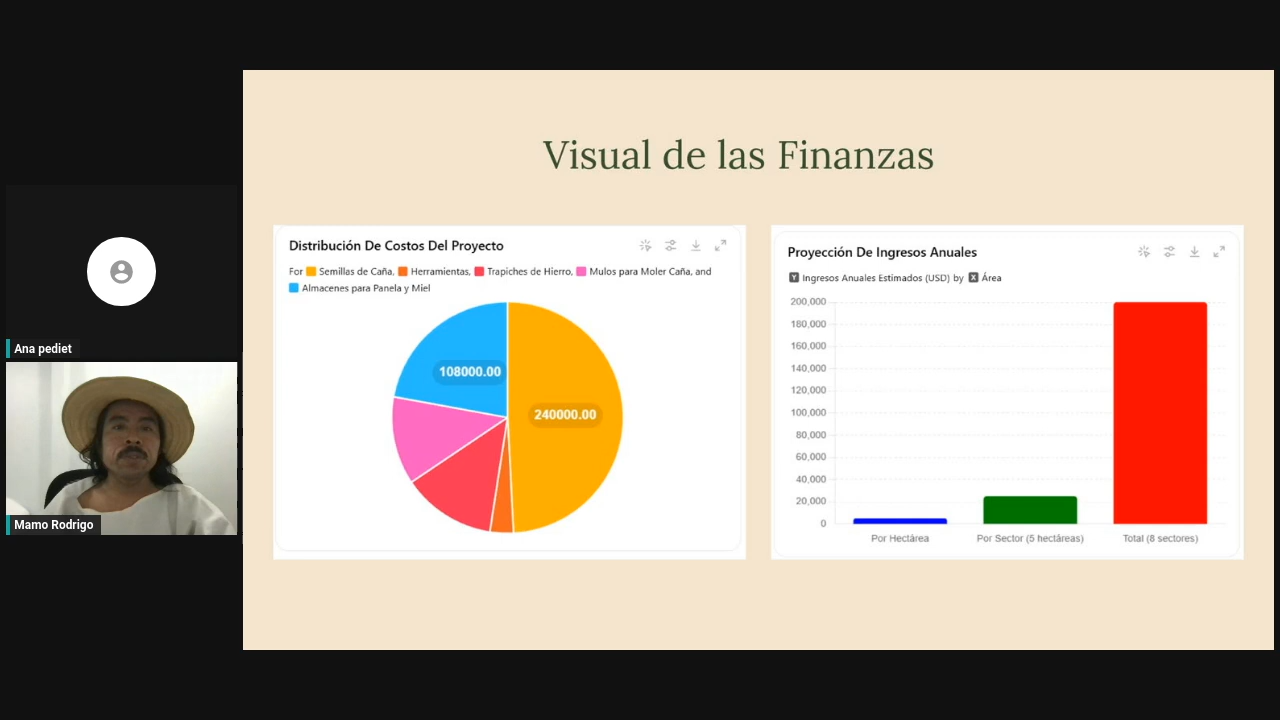 Visual de las Finanzas
Distribución De Costos Del Proyecto
For Semillas de Caña, Herramientas, Trapiches de Hierro, Mulos para Moler Caña, and
Almacenes para Panela y Miel
108000.00
240000.00
Proyección De Ingresos Anuales
Y Ingresos Anuales Estimados (USD) by X Área
200,000
180,000
160,000
140,000
120,000
100,000
80,000
60,000
40,000
20,000
0
Por Hectárea
Por Sector (5 hectáreas)
Total (8 sectores)
Ana pediet
Mamo Rodrigo